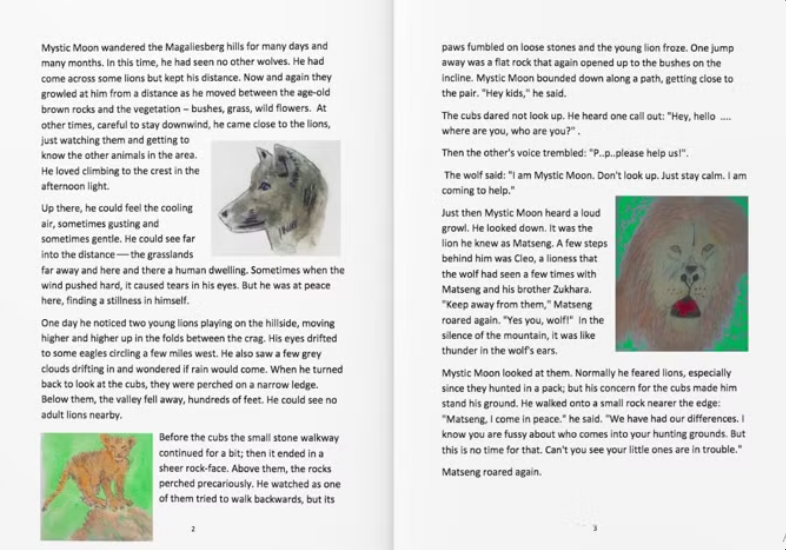 Mystic Moon wandered the Magaliesberg hills for many days and
many months. In this time, he had seen no other wolves. He had
come across some lions but kept his distance. Now and again they
growled at him from a distance as he moved between the age-old
brown rocks and the vegetation – bushes, grass, wild flowers.  At
other times, careful to stay downwind, he came close to the lions,
just watching them and getting to
know the other animals in the area.
He loved climbing to the crest in the
afternoon light.
Up there, he could feel the cooling
air, sometimes gusting and
sometimes gentle. He could see far
into the distance — the grasslands
far away and here and there a human dwelling. Sometimes when the
wind pushed hard, it caused tears in his eyes. But he was at peace
here, finding a stillness in himself.
One day he noticed two young lions playing on the hillside, moving
higher and higher up in the folds between the crag. His eyes drifted
to some eagles circling a few miles west. He also saw a few grey
clouds drifting in and wondered if rain would come. When he turned
back to look at the cubs, they were perched on a narrow ledge.
Below them, the valley fell away, hundreds of feet. He could see no
adult lions nearby.
Before the cubs the small stone walkway
continued for a bit; then it ended in a
sheer rock-face. Above them, the rocks
perched precariously. He watched as one
of them tried to walk backwards, but its
2
paws fumbled on loose stones and the young lion froze. One jump
away was a flat rock that again opened up to the bushes on the
incline. Mystic Moon bounded down along a path, getting close to
the pair. "Hey kids," he said.
The cubs dared not look up. He heard one call out: "Hey, hello  ....
where are you, who are you?" .
Then the other's voice trembled: "P..p..please help us!".
The wolf said: "I am Mystic Moon. Don't look up. Just stay calm. I am
coming to help."
Just then Mystic Moon heard a loud
growl. He looked down. It was the
lion he knew as Matseng. A few steps
behind him was Cleo, a lioness that
the wolf had seen a few times with
Matseng and his brother Zukhara.
"Keep away from them," Matseng
roared again. "Yes you, wolf!"  In the
silence of the mountain, it was like
thunder in the wolf's ears.
Mystic Moon looked at them. Normally he feared lions, especially
since they hunted in a pack; but his concern for the cubs made him
stand his ground. He walked onto a small rock nearer the edge:
"Matseng, I come in peace." he said. "We have had our differences. I
know you are fussy about who comes into your hunting grounds. But
this is no time for that. Can't you see your little ones are in trouble."
Matseng roared again.
3